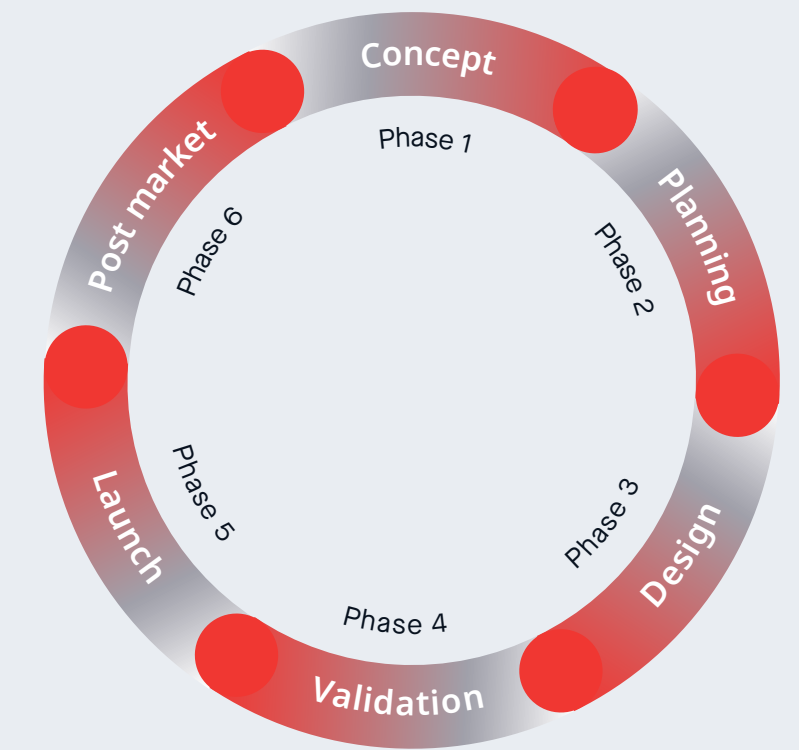 Concept
Phase 1
Planning
Phase 2
Design
Phase 3
Validation
Phase 4
Launch
Phase 5
Post market
Phase 6